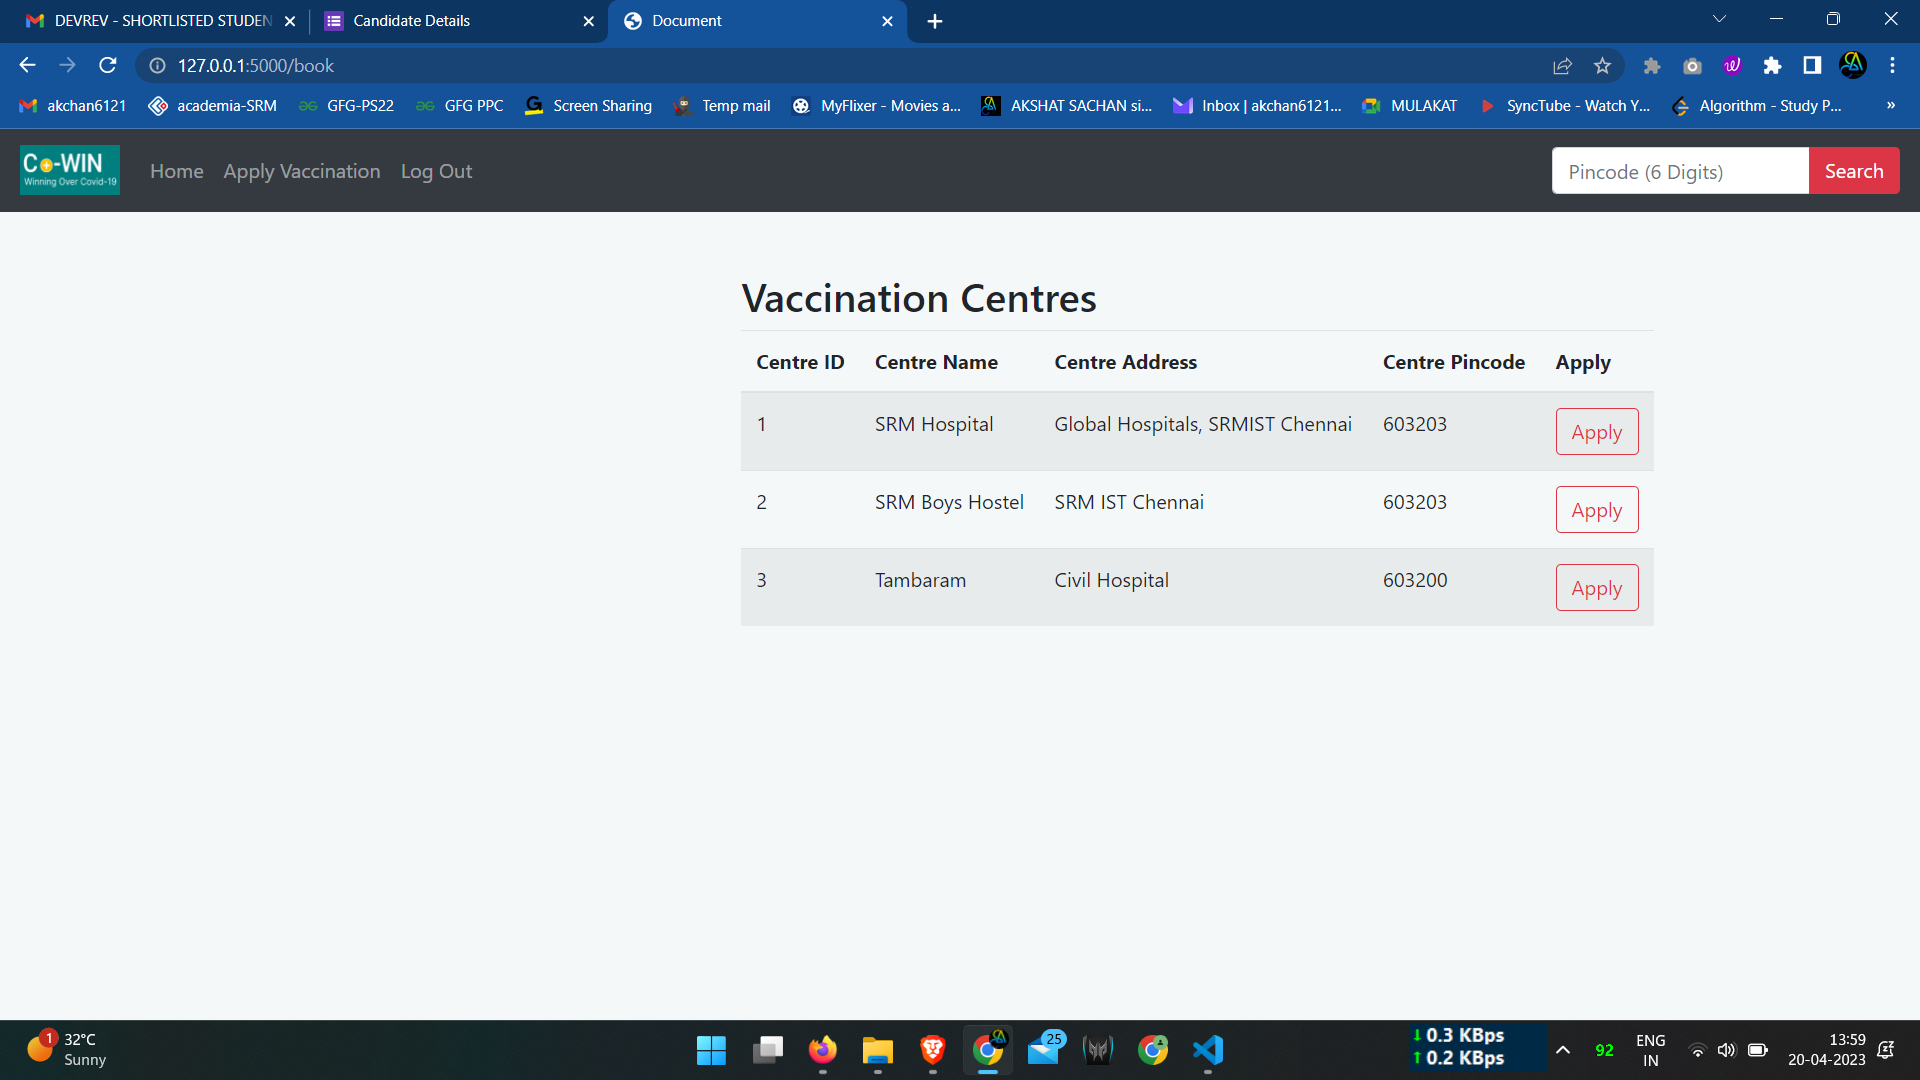 DEVREV - SHORTLISTED STUDEN
Candidate Details
Document
127.0.0.1:5000/book
akchan6121
academia-SRM
GFG-PS22
GFG PPC
Screen Sharing
Temp mail
MyFlixer - Movies a...
AKSHAT SACHAN si...
Inbox | akchan6121...
MULAKAT
SyncTube - Watch Y...
Algorithm - Study P...
»
Co-WIN
Winning Over Covid-19
Home
Apply Vaccination
Log Out
Pincode (6 Digits)
Search
Vaccination Centres
Centre ID Centre Name Centre Address Centre Pincode Apply
1 SRM Hospital Global Hospitals, SRMIST Chennai 603203 Apply
2 SRM Boys Hostel SRM IST Chennai 603203 Apply
3 Tambaram Civil Hospital 603200 Apply
1
32°C
Sunny
25
↓ 0.3 KBps
↑ 0.2 KBps
92
ENG
IN
13:59
20-04-2023